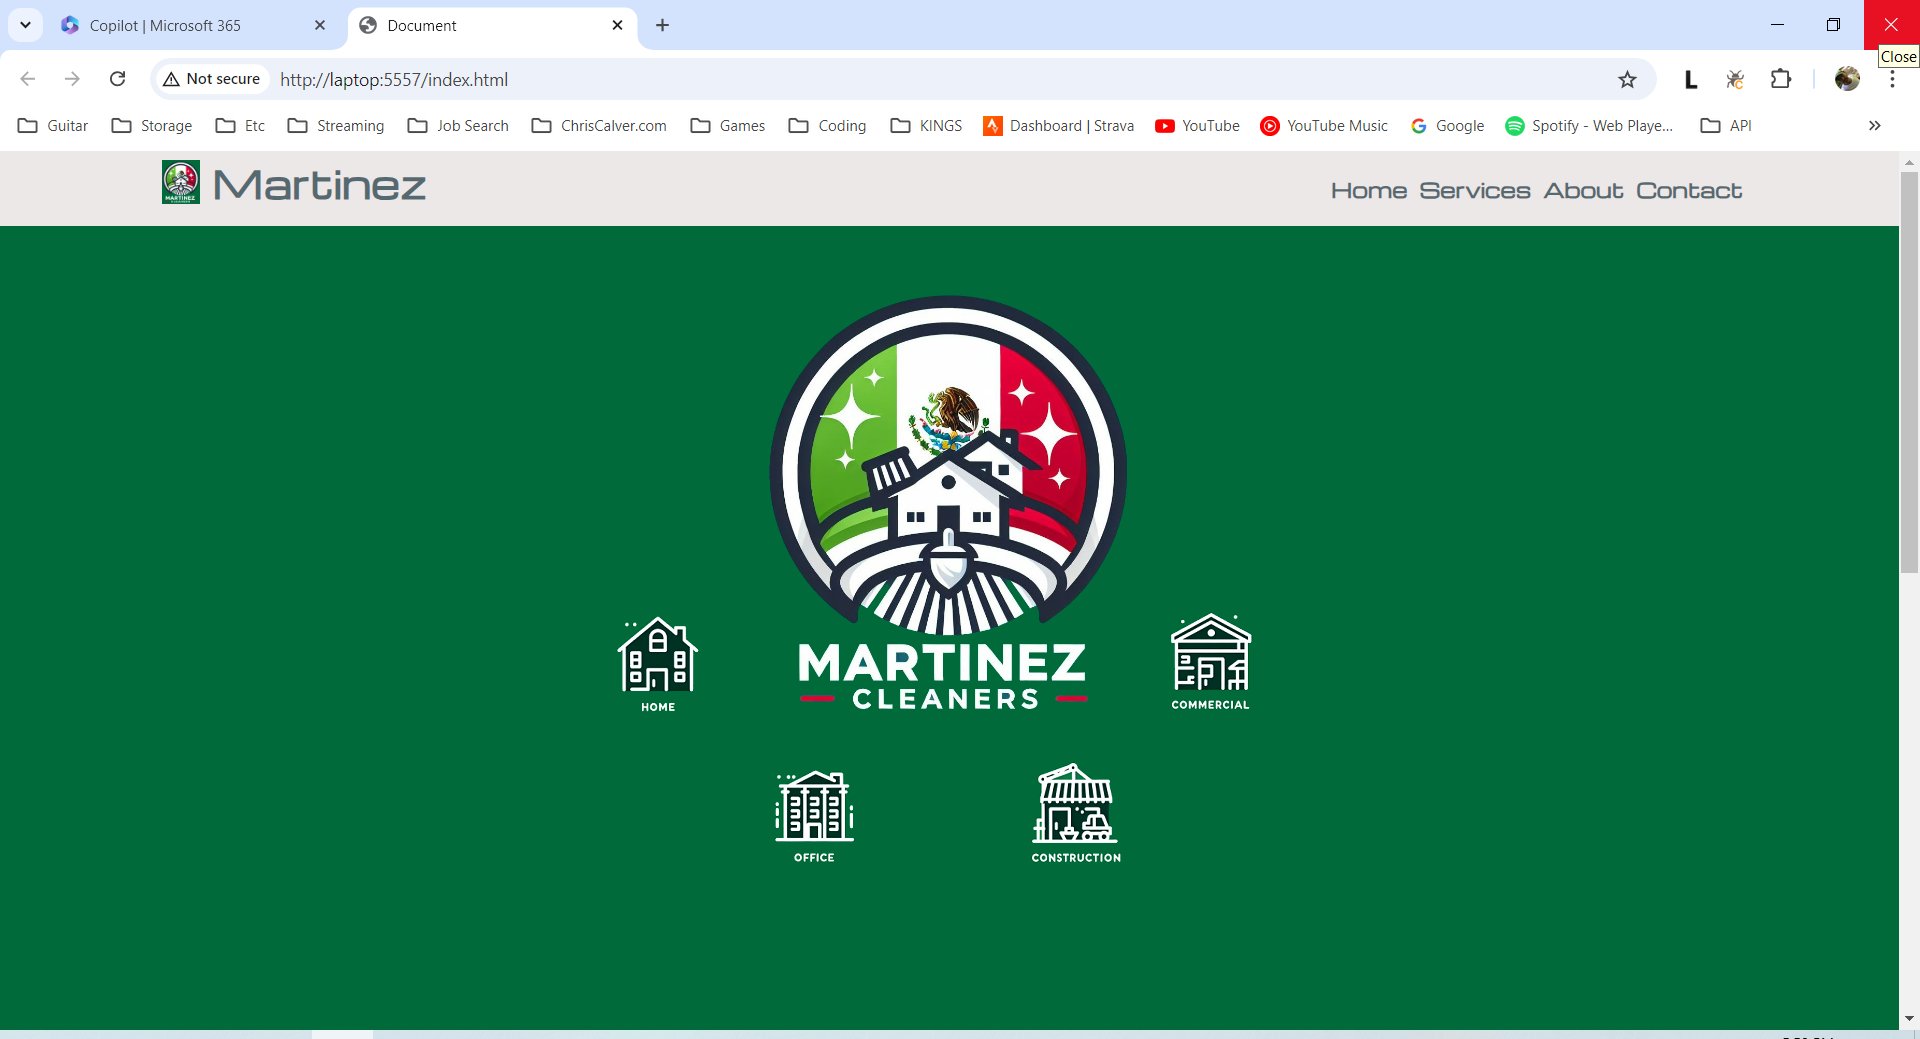 Copilot | Microsoft 365
Document
Close
Not secure
http://laptop:5557/index.html
L
Guitar
Storage
Etc
Streaming
Job Search
ChrisCalver.com
Games
Coding
KINGS
Dashboard | Strava
YouTube
YouTube Music
Google
Spotify - Web Playe...
API
MARTINEZ
Martinez
Home Services About Contact
MARTINEZ
CLEANERS
HOME
COMMERCIAL
OFFICE
CONSTRUCTION